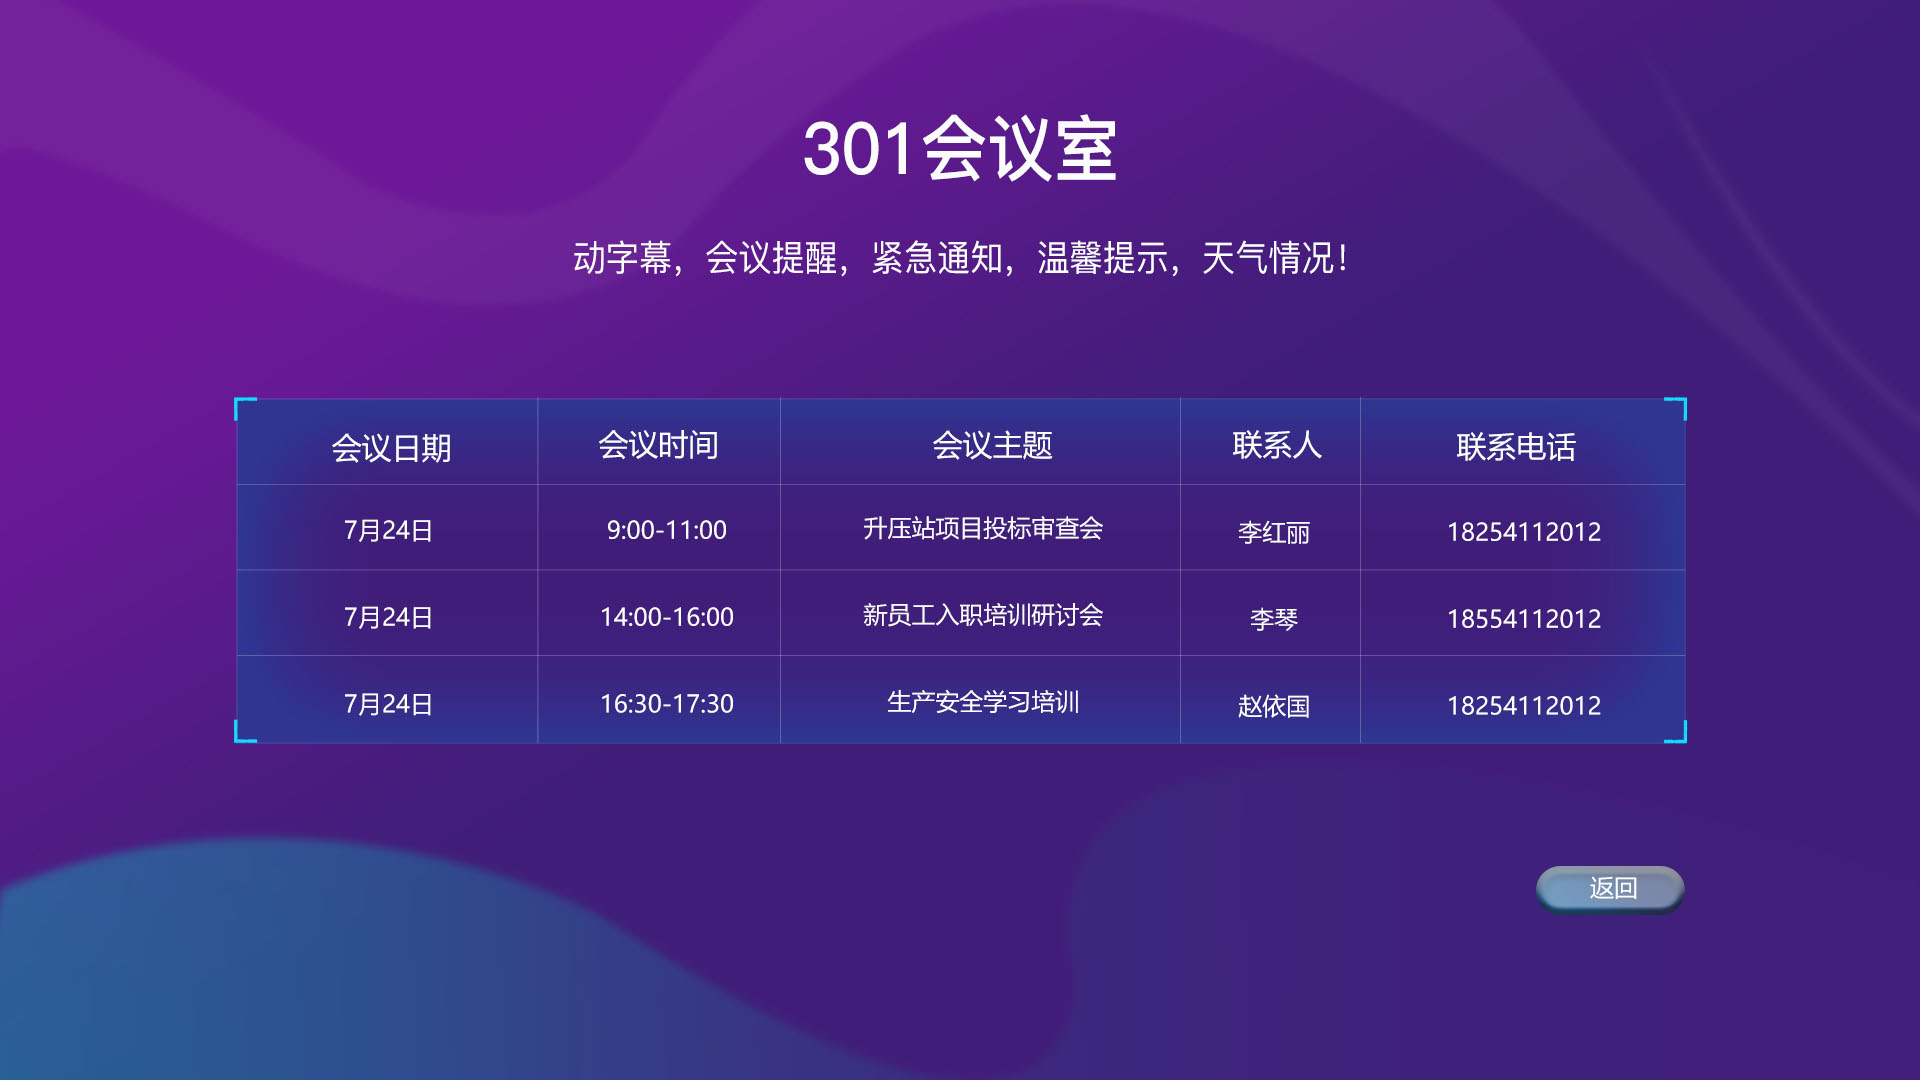 301会议室
动字幕，会议提醒，紧急通知，温馨提示，天气情况！
会议日期 会议时间 会议主题 联系人 联系电话
7月24日 9:00-11:00 升压站项目投标审查会 李红丽 18254112012
7月24日 14:00-16:00 新员工入职培训研讨会 李琴 18554112012
7月24日 16:30-17:30 生产安全学习培训 赵依国 18254112012
返回